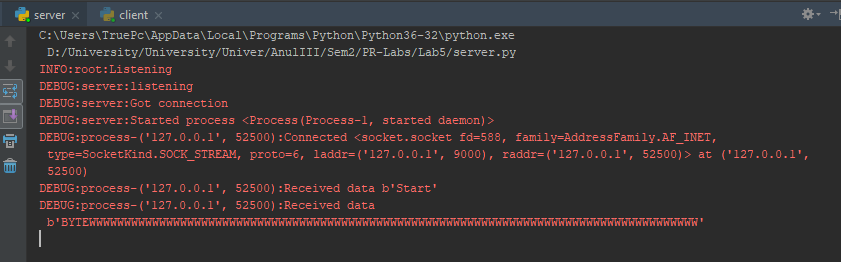 server
client
C:\Users\TruePc\AppData\Local\Programs\Python\Python36-32\python.exe
D:/University/University/Univer/AnulIII/Sem2/PR-Labs/Lab5/server.py
INFO:root:Listening
DEBUG:server:listening
DEBUG:server:Got connection
DEBUG:server:Started process <Process(Process-1, started daemon)>
DEBUG:process-('127.0.0.1', 52500):Connected <socket.socket fd=588, family=AddressFamily.AF_INET,
type=SocketKind.SOCK_STREAM, proto=6, laddr=('127.0.0.1', 9000), raddr=('127.0.0.1', 52500)> at ('127.0.0.1',
52500)
DEBUG:process-('127.0.0.1', 52500):Received data b'Start'
DEBUG:process-('127.0.0.1', 52500):Received data
b'BYTEWWWWWWWWWWWWWWWWWWWWWWWWWWWWWWWWWWWWWWWWWWWWWWWWWWWWWWWWWWWWWWWWWWWWWWWWWWWWWWWWWWWW'